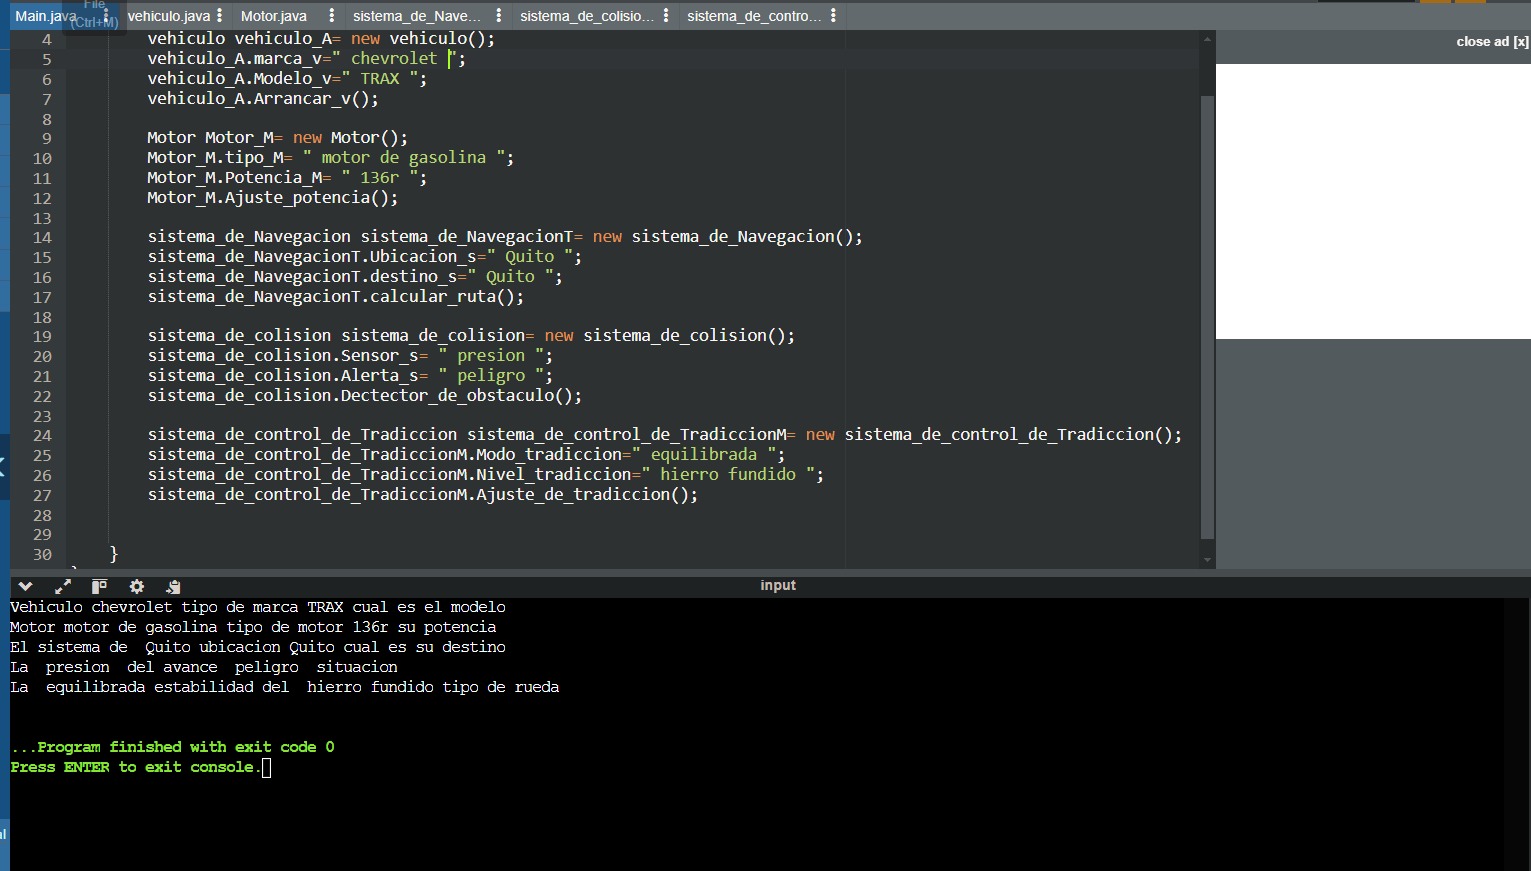 File
(Ctrl+M)
Main.java vehiculo.java Motor.java sistema_de_Nave... sistema_de_colisio... sistema_de_contro...
close ad [x]
4 vehiculo vehiculo_A= new vehiculo();
5 vehiculo_A.marca_v=" chevrolet ";
6 vehiculo_A.Modelo_v=" TRAX ";
7 vehiculo_A.Arrancar_v();
8
9 Motor Motor_M= new Motor();
10 Motor_M.tipo_M= " motor de gasolina ";
11 Motor_M.Potencia_M= " 136r ";
12 Motor_M.Ajuste_potencia();
13
14 sistema_de_Navegacion sistema_de_NavegacionT= new sistema_de_Navegacion();
15 sistema_de_NavegacionT.Ubicacion_s=" Quito ";
16 sistema_de_NavegacionT.destino_s=" Quito ";
17 sistema_de_NavegacionT.calcular_ruta();
18
19 sistema_de_colision sistema_de_colision= new sistema_de_colision();
20 sistema_de_colision.Sensor_s= " presion ";
21 sistema_de_colision.Alerta_s= " peligro ";
22 sistema_de_colision.Dectector_de_obstaculo();
23
24 sistema_de_control_de_Tradiccion sistema_de_control_de_TradiccionM= new sistema_de_control_de_Tradiccion();
25 sistema_de_control_de_TradiccionM.Modo_tradiccion=" equilibrada ";
26 sistema_de_control_de_TradiccionM.Nivel_tradiccion=" hierro fundido ";
27 sistema_de_control_de_TradiccionM.Ajuste_de_tradiccion();
28
29
30 }
input
Vehiculo chevrolet tipo de marca TRAX cual es el modelo
Motor motor de gasolina tipo de motor 136r su potencia
El sistema de  Quito ubicacion Quito cual es su destino
La  presion  del avance  peligro  situacion
La  equilibrada estabilidad del  hierro fundido tipo de rueda
...Program finished with exit code 0
Press ENTER to exit console.